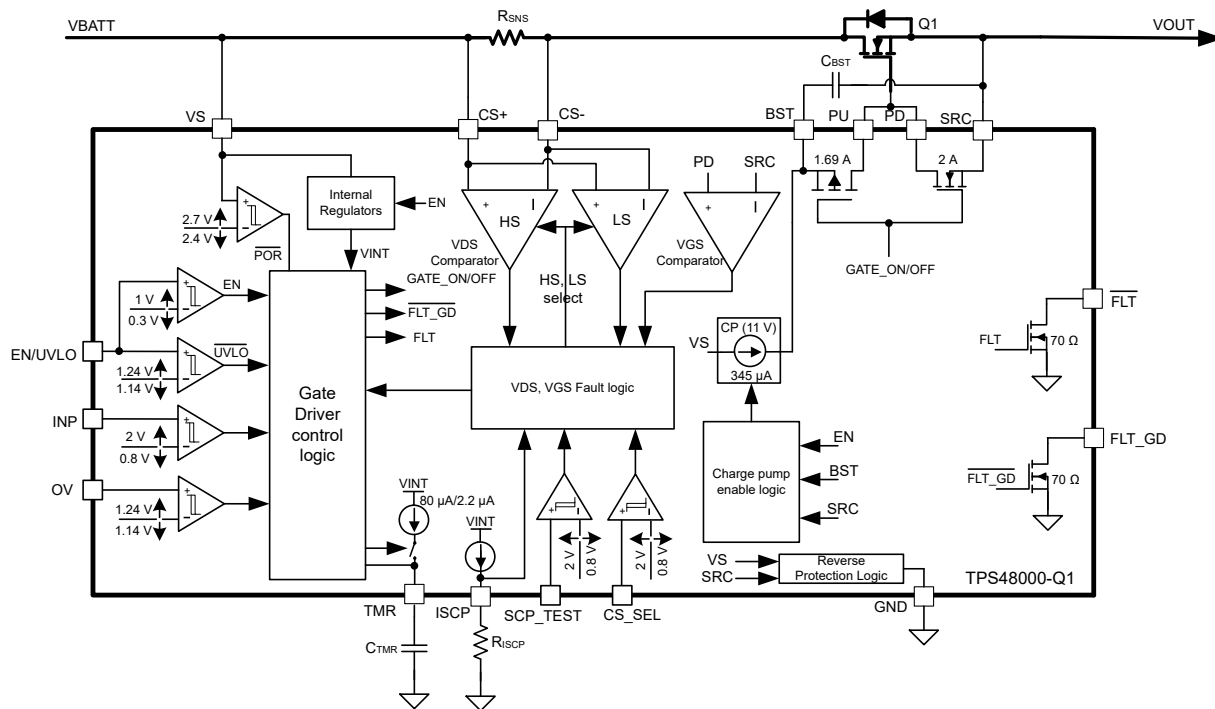 VBATT
RSNS
Q1
VOUT
CBST
VS
CS+
CS-
BST
PU
PD
SRC
1.69 A
2 A
PD
SRC
Internal
Regulators
EN
+
HS
LS
2.7 V
2.4 V
POR
VINT
VDS
Comparator
VGS
Comparator
GATE_ON/OFF
GATE_ON/OFF
HS, LS
select
FLT_GD
FLT
EN
1 V
0.3 V
EN/UVLO
UVLO
1.24 V
1.14 V
INP
2 V
0.8 V
OV
1.24 V
1.14 V
Gate
Driver
control
logic
VDS, VGS Fault logic
CP (11 V)
VS
345 µA
FLT
FLT
70 Ω
FLT_GD
FLT_GD
70 Ω
Charge pump
enable logic
EN
BST
SRC
VINT
80 µA/2.2 µA
VINT
2 V
0.8 V
2 V
0.8 V
VS
SRC
Reverse
Protection Logic
TPS48000-Q1
TMR
ISCP
SCP_TEST
CS_SEL
GND
CTMR
RISCP